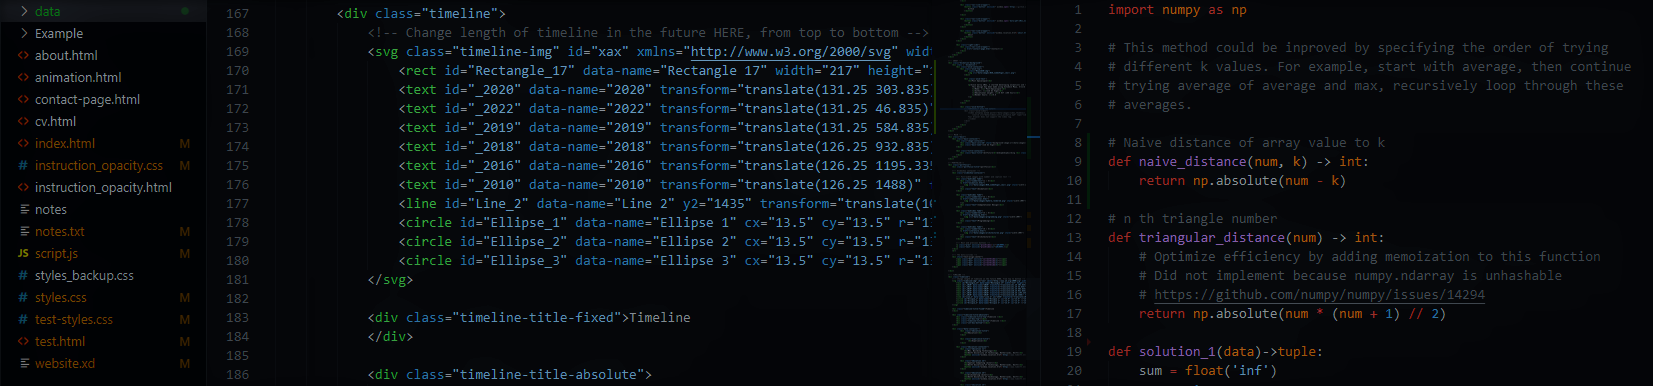 data
Example
about.html
animation.html
contact-page.html
cv.html
index.html M
instruction_opacity.css M
instruction_opacity.html
notes
notes.txt M
JS script.js M
styles_backup.css
styles.css M
test-styles.css M
test.html M
website.xd M
167 <div class="timeline">
168 <!-- Change length of timeline in the future HERE, from top to bottom -->
169 <svg class="timeline-img" id="xax" xmlns="http://www.w3.org/2000/svg" wid
170 <rect id="Rectangle_17" data-name="Rectangle 17" width="217" height="
171 <text id="_2020" data-name="2020" transform="translate(131.25 303.835
172 <text id="_2022" data-name="2022" transform="translate(131.25 46.835)"
173 <text id="_2019" data-name="2019" transform="translate(131.25 584.835
174 <text id="_2018" data-name="2018" transform="translate(126.25 932.835
175 <text id="_2016" data-name="2016" transform="translate(126.25 1195.335
176 <text id="_2010" data-name="2010" transform="translate(126.25 1488)"
177 <line id="Line_2" data-name="Line 2" y2="1435" transform="translate(10
178 <circle id="Ellipse_1" data-name="Ellipse 1" cx="13.5" cy="13.5" r="1
179 <circle id="Ellipse_2" data-name="Ellipse 2" cx="13.5" cy="13.5" r="1
180 <circle id="Ellipse_3" data-name="Ellipse 3" cx="13.5" cy="13.5" r="1
181 </svg>
182
183 <div class="timeline-title-fixed">Timeline
184 </div>
185
186 <div class="timeline-title-absolute">
1 import numpy as np
2
3 # This method could be inproved by specifying the order of trying
4 # different k values. For example, start with average, then continue
5 # trying average of average and max, recursively loop through these
6 # averages.
7
8 # Naive distance of array value to k
9 def naive_distance(num, k) -> int:
10 return np.absolute(num - k)
11
12 # n th triangle number
13 def triangular_distance(num) -> int:
14 # Optimize efficiency by adding memoization to this function
15 # Did not implement because numpy.ndarray is unhashable
16 # https://github.com/numpy/numpy/issues/14294
17 return np.absolute(num * (num + 1) // 2)
18
19 def solution_1(data)->tuple:
20 sum = float('inf')